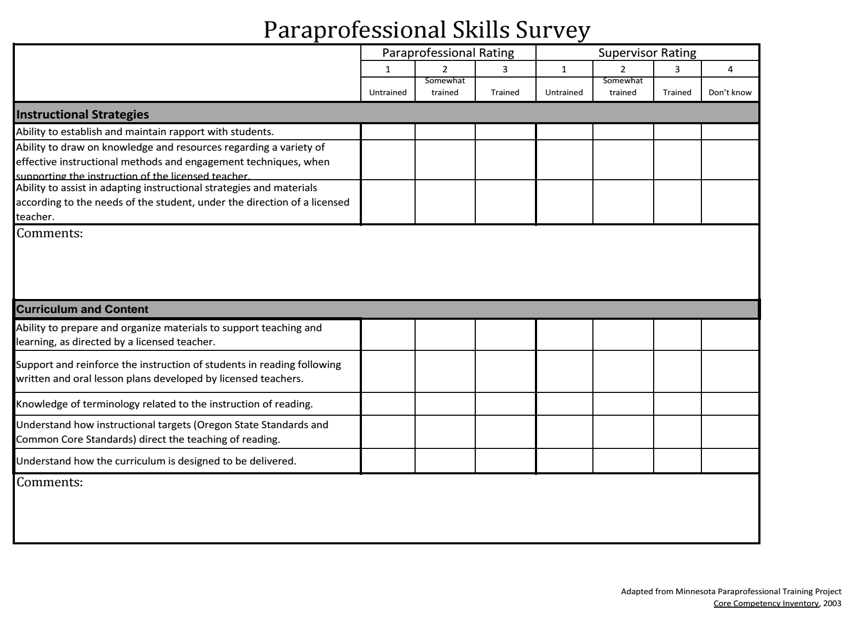 Paraprofessional Skills Survey
Paraprofessional Rating Supervisor Rating
1 2 3 1 2 3 4
Untrained Somewhat trained Trained Untrained Somewhat trained Trained Don't know
Instructional Strategies
Ability to establish and maintain rapport with students.
Ability to draw on knowledge and resources regarding a variety of
effective instructional methods and engagement techniques, when
supporting the instruction of the licensed teacher.
Ability to assist in adapting instructional strategies and materials
according to the needs of the student, under the direction of a licensed
teacher.
Comments:
Curriculum and Content
Ability to prepare and organize materials to support teaching and
learning, as directed by a licensed teacher.
Support and reinforce the instruction of students in reading following
written and oral lesson plans developed by licensed teachers.
Knowledge of terminology related to the instruction of reading.
Understand how instructional targets (Oregon State Standards and
Common Core Standards) direct the teaching of reading.
Understand how the curriculum is designed to be delivered.
Comments:
Adapted from Minnesota Paraprofessional Training Project
Core Competency Inventory, 2003